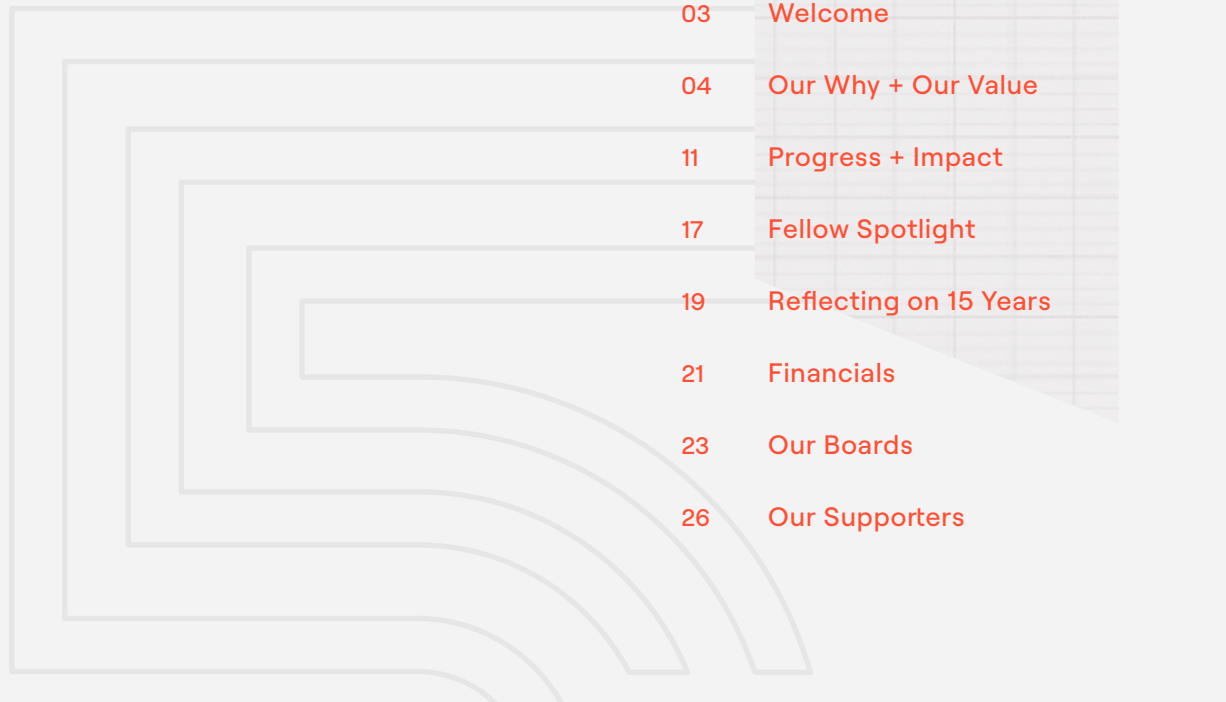 03 Welcome
04 Our Why + Our Value
11 Progress + Impact
17 Fellow Spotlight
19 Reflecting on 15 Years
21 Financials
23 Our Boards
26 Our Supporters